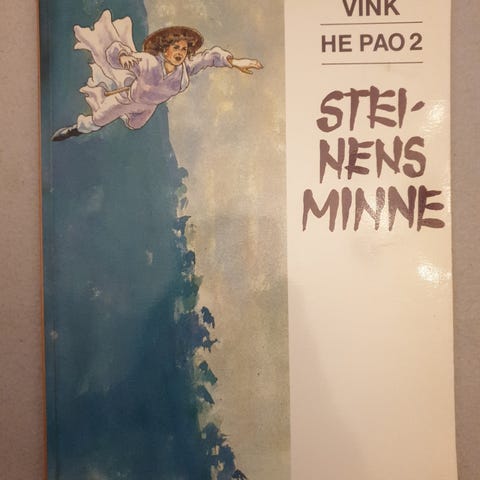 VINK
HE PAO 2
STEI-
NENS
MINNE